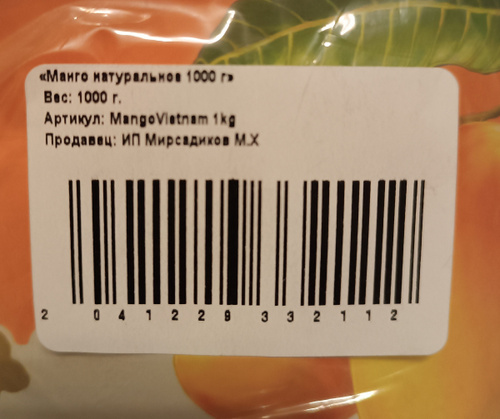 «Манго натуральное 1000 г»
Вес: 1000 г.
Артикул: MangoVietnam 1kg
Продавец: ИП Мирсадиков М.Х
2 041229 332112